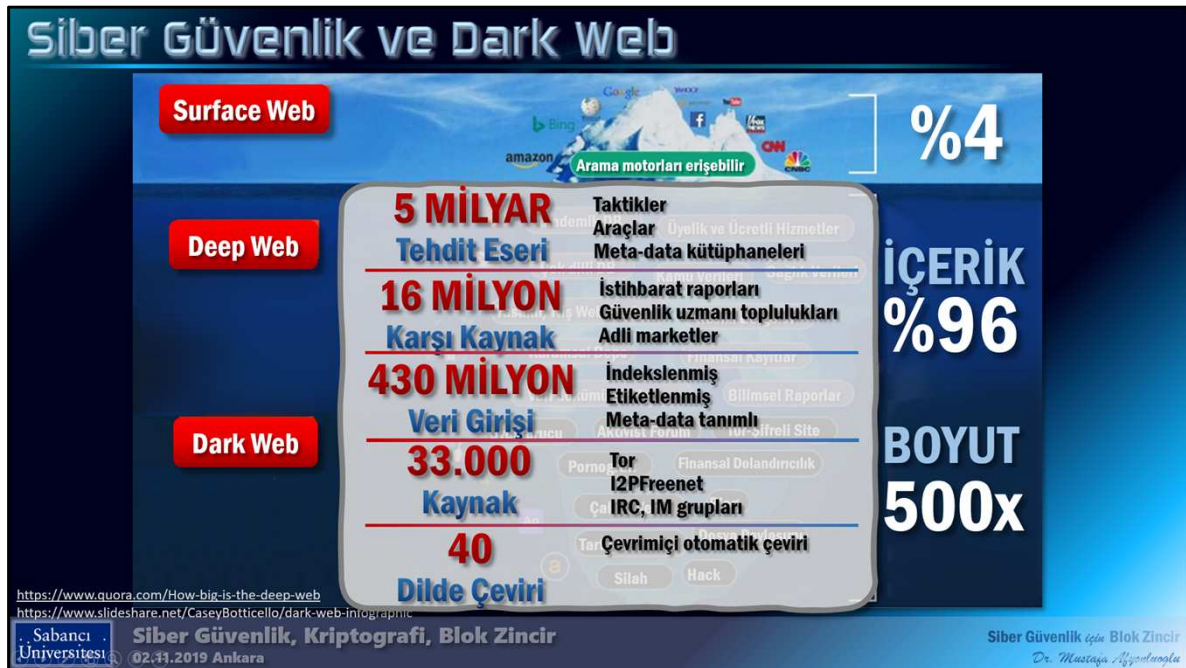 Siber Güvenlik ve Dark Web
Surface Web
Google
YAHOO!
Bing
amazon
CNN
CNBC
Arama motorları erişebilir
%4
Deep Web
Dark Web
5 MİLYAR
Tehdit Eseri
Taktikler
Araçlar
Meta-data kütüphaneleri
Üyelik ve Ücretli Hizmetler
16 MİLYON
Karşı Kaynak
İstihbarat raporları
Güvenlik uzmanı toplulukları
Adli marketler
Finansal Kayıtlar
430 MİLYON
Veri Girişi
İndekslenmiş
Etiketlenmiş
Meta-data tanımlı
Bilimsel Raporlar
Aktivist Forum
Tor-Şifreli Site
33.000
Kaynak
Tor
I2PFreenet
IRC, IM grupları
Finansal Dolandırıcılık
40
Dilde Çeviri
Çevrimiçi otomatik çeviri
Silah
Hack
İÇERİK
%96
BOYUT
500x
https://www.quora.com/How-big-is-the-deep-web
https://www.slideshare.net/CaseyBotticello/dark-web-infographic
Sabancı
Üniversitesi
Siber Güvenlik, Kriptografi, Blok Zincir
02.11.2019 Ankara
Siber Güvenlik için Blok Zincir
Dr. Mustafa Afyonluoğlu